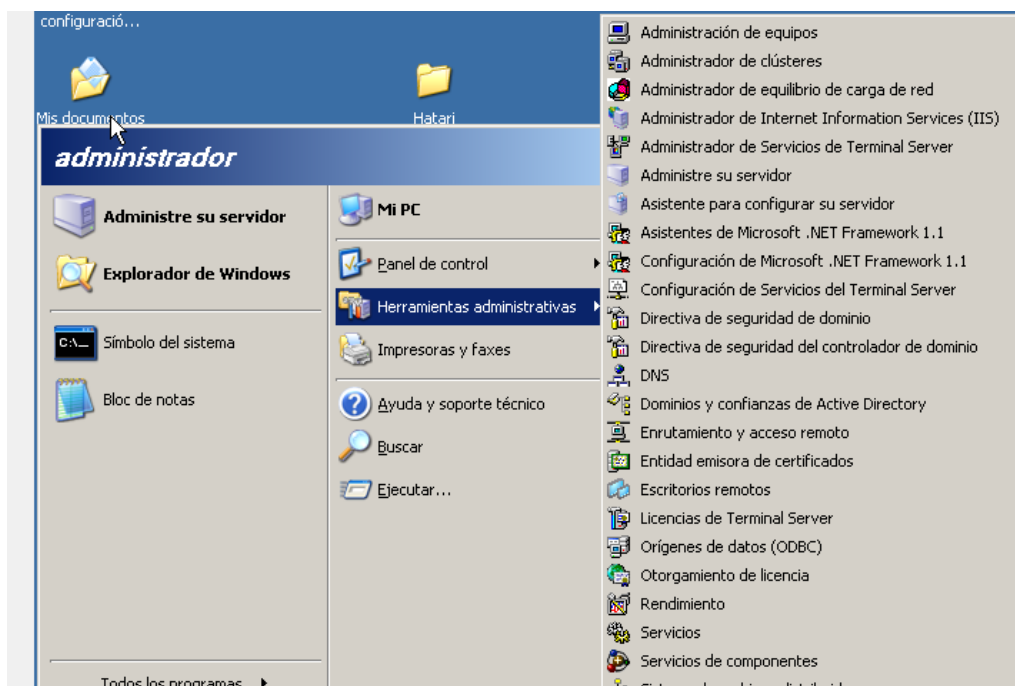 configuració...
Mis documentos
Hatari
administrador
Administre su servidor
Explorador de Windows
C:\_
Símbolo del sistema
Bloc de notas
Todos los programas
Mi PC
Panel de control
Herramientas administrativas
Impresoras y faxes
Ayuda y soporte técnico
Buscar
Ejecutar...
Administración de equipos
Administrador de clústeres
Administrador de equilibrio de carga de red
Administrador de Internet Information Services (IIS)
Administrador de Servicios de Terminal Server
Administre su servidor
Asistente para configurar su servidor
Asistentes de Microsoft .NET Framework 1.1
Configuración de Microsoft .NET Framework 1.1
Configuración de Servicios del Terminal Server
Directiva de seguridad de dominio
Directiva de seguridad del controlador de dominio
DNS
Dominios y confianzas de Active Directory
Enrutamiento y acceso remoto
Entidad emisora de certificados
Escritorios remotos
Licencias de Terminal Server
Orígenes de datos (ODBC)
Otorgamiento de licencia
Rendimiento
Servicios
Servicios de componentes